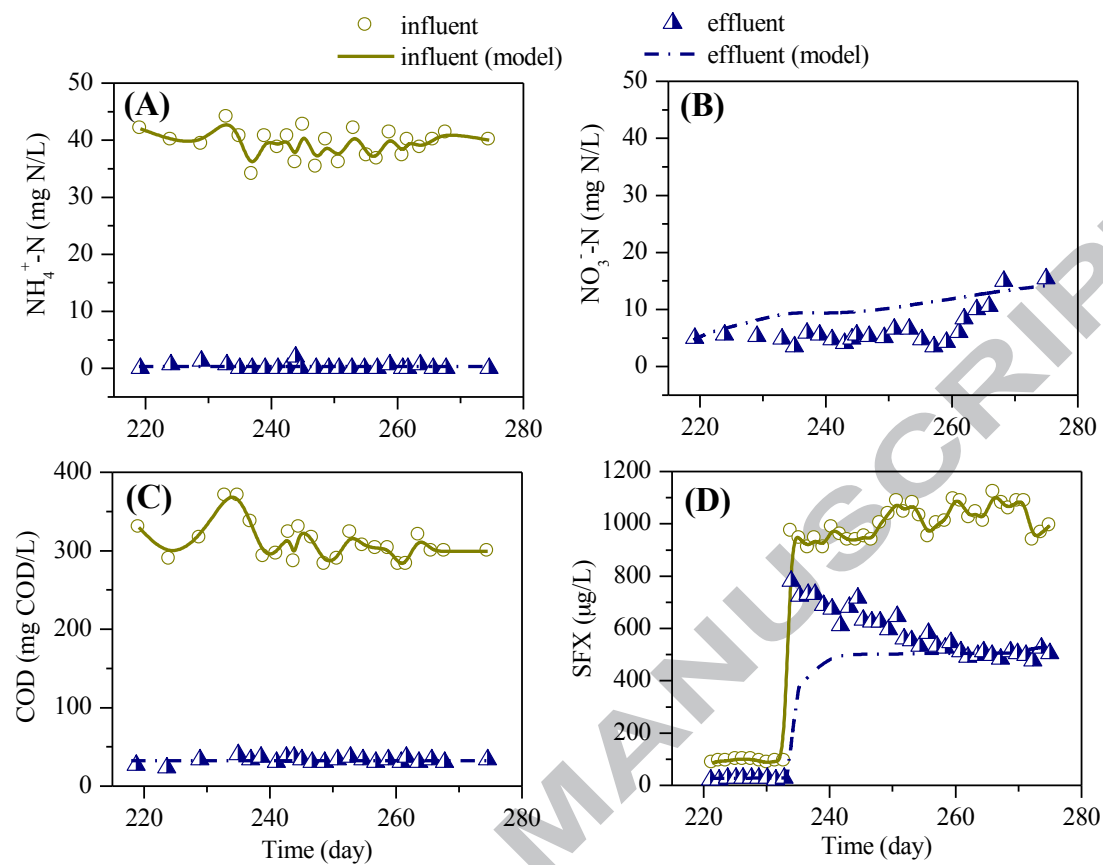 influent
effluent
influent (model)
effluent (model)
(A)
50
40
30
20
10
0
NH₄⁺-N (mg N/L)
220 240 260 280
(B)
50
40
30
20
10
0
NO₃⁻-N (mg N/L)
220 240 260 280
(C)
400
300
200
100
0
COD (mg COD/L)
220 240 260 280
Time (day)
(D)
1200
1000
800
600
400
200
0
SFX (µg/L)
220 240 260 280
Time (day)
MANUSCRIP